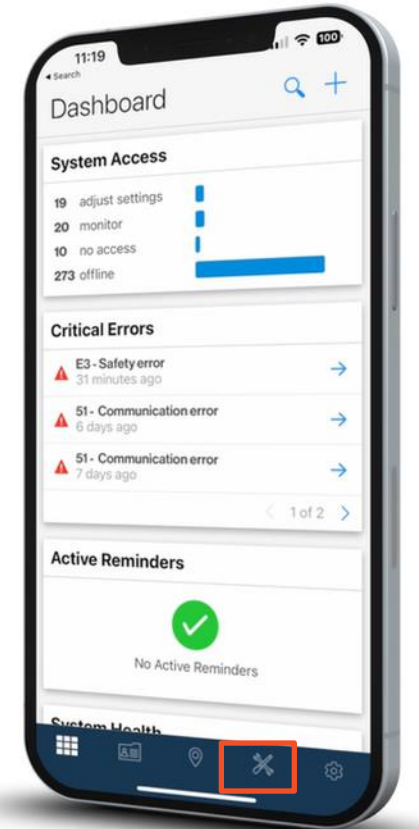 11:19
100
Search
Dashboard
System Access
19 adjust settings
20 monitor
10 no access
273 offline
Critical Errors
E3 - Safety error
31 minutes ago
51 - Communication error
6 days ago
51 - Communication error
7 days ago
1 of 2
Active Reminders
No Active Reminders
System Health